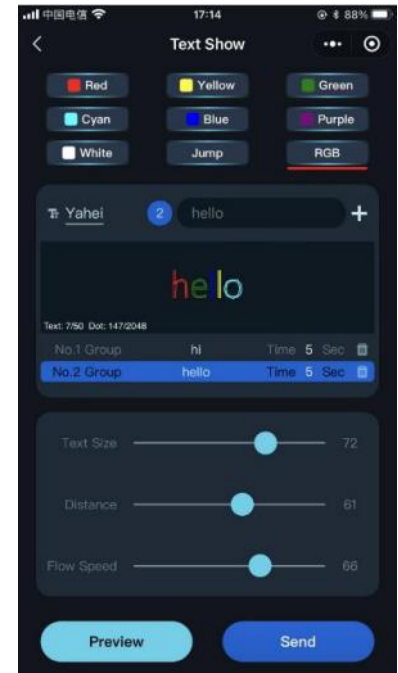 中国电信 17:14 88%
Text Show
Red Yellow Green
Cyan Blue Purple
White Jump RGB
Yahei 2 hello +
hello
Text: 7/50 Dot: 147/2048
No.1 Group hi Time 5 Sec
No.2 Group hello Time 5 Sec
Text Size 72
Distance 61
Flow Speed 66
Preview Send